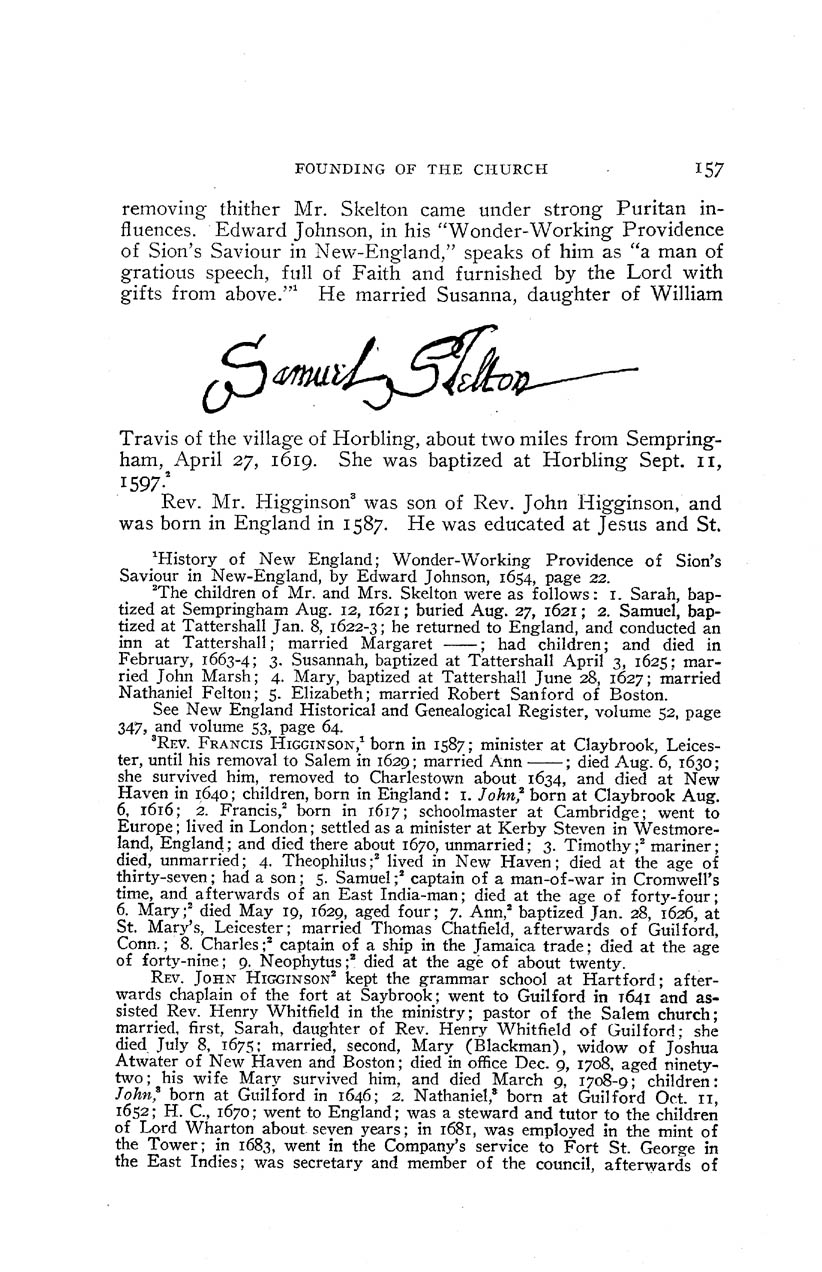 FOUNDING OF THE CHURCH 157
removing thither Mr. Skelton came under strong Puritan in-
fluences. Edward Johnson, in his "Wonder-Working Providence
of Sion's Saviour in New-England," speaks of him as "a man of
gratious speech, full of Faith and furnished by the Lord with
gifts from above."¹ He married Susanna, daughter of William
Samuel Skelton
Travis of the village of Horbling, about two miles from Sempring-
ham, April 27, 1619. She was baptized at Horbling Sept. 11,
1597.²
Rev. Mr. Higginson³ was son of Rev. John Higginson, and
was born in England in 1587. He was educated at Jesus and St.
¹History of New England; Wonder-Working Providence of Sion's
Saviour in New-England, by Edward Johnson, 1654, page 22.
²The children of Mr. and Mrs. Skelton were as follows: 1. Sarah, bap-
tized at Sempringham Aug. 12, 1621; buried Aug. 27, 1621; 2. Samuel, bap-
tized at Tattershall Jan. 8, 1622-3; he returned to England, and conducted an
inn at Tattershall; married Margaret ——; had children; and died in
February, 1663-4; 3. Susannah, baptized at Tattershall April 3, 1625; mar-
ried John Marsh; 4. Mary, baptized at Tattershall June 28, 1627; married
Nathaniel Felton; 5. Elizabeth; married Robert Sanford of Boston.
See New England Historical and Genealogical Register, volume 52, page
347, and volume 53, page 64.
³REV. FRANCIS HIGGINSON,¹ born in 1587; minister at Claybrook, Leices-
ter, until his removal to Salem in 1629; married Ann ——; died Aug. 6, 1630;
she survived him, removed to Charlestown about 1634, and died at New
Haven in 1640; children, born in England: 1. John,² born at Claybrook Aug.
6, 1616; 2. Francis,² born in 1617; schoolmaster at Cambridge; went to
Europe; lived in London; settled as a minister at Kerby Steven in Westmore-
land, England; and died there about 1670, unmarried; 3. Timothy;² mariner;
died, unmarried; 4. Theophilus;² lived in New Haven; died at the age of
thirty-seven; had a son; 5. Samuel;² captain of a man-of-war in Cromwell's
time, and afterwards of an East India-man; died at the age of forty-four;
6. Mary;² died May 19, 1629, aged four; 7. Ann,² baptized Jan. 28, 1626, at
St. Mary's, Leicester; married Thomas Chatfield, afterwards of Guilford,
Conn.; 8. Charles;² captain of a ship in the Jamaica trade; died at the age
of forty-nine; 9. Neophytus;² died at the age of about twenty.
REV. JOHN HIGGINSON² kept the grammar school at Hartford; after-
wards chaplain of the fort at Saybrook; went to Guilford in 1641 and as-
sisted Rev. Henry Whitfield in the ministry; pastor of the Salem church;
married, first, Sarah, daughter of Rev. Henry Whitfield of Guilford; she
died July 8, 1675; married, second, Mary (Blackman), widow of Joshua
Atwater of New Haven and Boston; died in office Dec. 9, 1708, aged ninety-
two; his wife Mary survived him, and died March 9, 1708-9; children:
John,³ born at Guilford in 1646; 2. Nathaniel,³ born at Guilford Oct. 11,
1652; H. C., 1670; went to England; was a steward and tutor to the children
of Lord Wharton about seven years; in 1681, was employed in the mint of
the Tower; in 1683, went in the Company's service to Fort St. George in
the East Indies; was secretary and member of the council, afterwards of